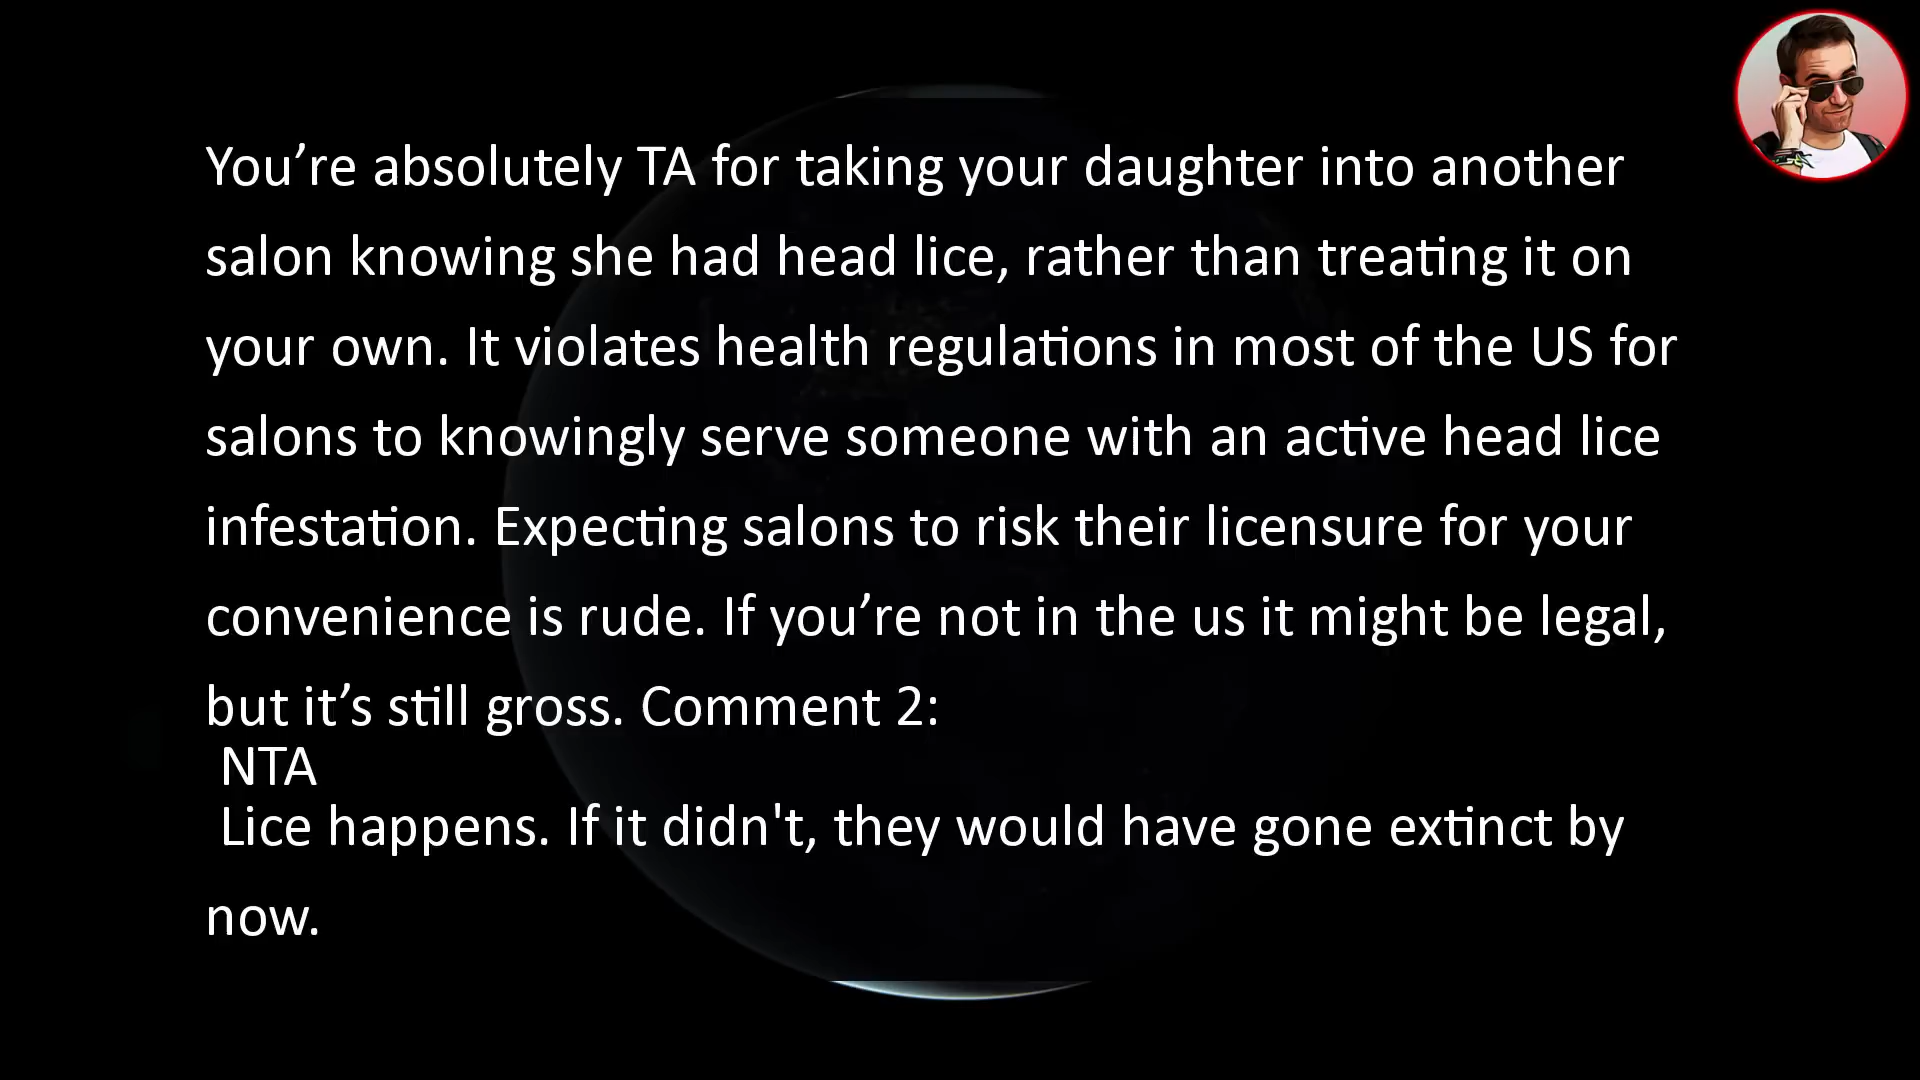 You’re absolutely TA for taking your daughter into another
salon knowing she had head lice, rather than treating it on
your own. It violates health regulations in most of the US for
salons to knowingly serve someone with an active head lice
infestation. Expecting salons to risk their licensure for your
convenience is rude. If you’re not in the us it might be legal,
but it’s still gross. Comment 2:
NTA
Lice happens. If it didn't, they would have gone extinct by
now.